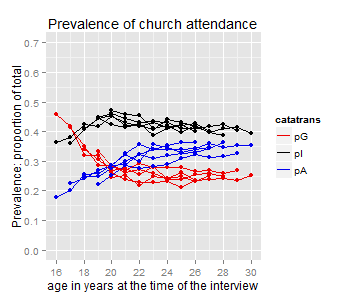 Prevalence of church attendance
0.7
0.6
0.5
0.4
0.3
0.2
0.1
0.0
Prevalence: proportion of total
16 18 20 22 24 26 28 30
age in years at the time of the interview
catatrans
pG
pI
pA